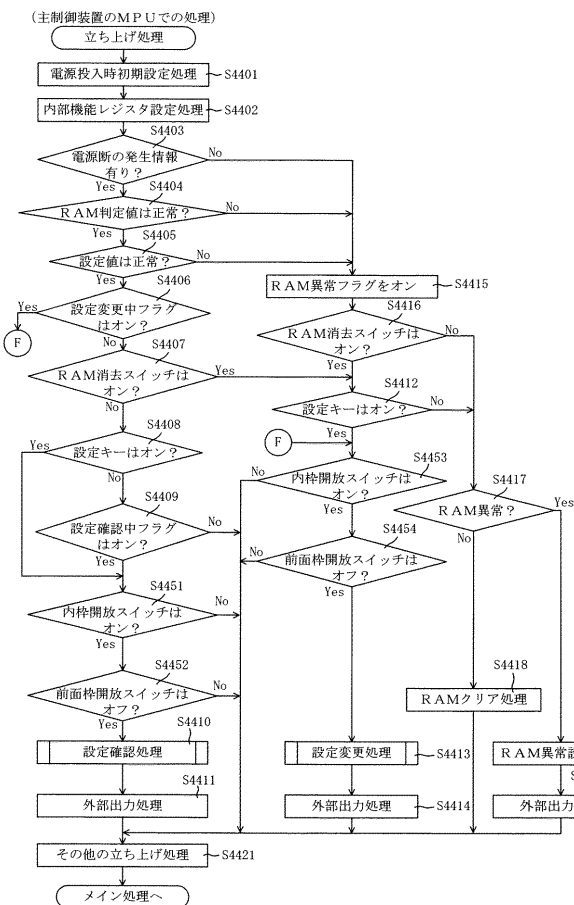 (主制御装置のMPUでの処理)
立ち上げ処理
電源投入時初期設定処理
S4401
内部機能レジスタ設定処理
S4402
S4403
電源断の発生情報
有り?
No
Yes
S4404
RAM判定値は正常?
No
Yes
S4405
設定値は正常?
No
Yes
S4406
設定変更中フラグ
はオン?
Yes
F
No
S4407
RAM消去スイッチは
オン?
Yes
No
S4408
設定キーはオン?
Yes
No
S4409
設定確認中フラグ
はオン?
No
Yes
S4451
内枠開放スイッチは
オン?
No
Yes
S4452
前面枠開放スイッチは
オフ?
No
Yes
S4410
設定確認処理
S4411
外部出力処理
その他の立ち上げ処理
S4421
メイン処理へ
RAM異常フラグをオン
S4415
S4416
RAM消去スイッチは
オン?
No
Yes
S4412
設定キーはオン?
No
Yes
F
S4453
内枠開放スイッチは
オン?
No
Yes
S4454
前面枠開放スイッチは
オフ?
No
Yes
設定変更処理
S4413
外部出力処理
S4414
S4417
RAM異常?
Yes
No
S4418
RAMクリア処理
RAM異常設
S
外部出力